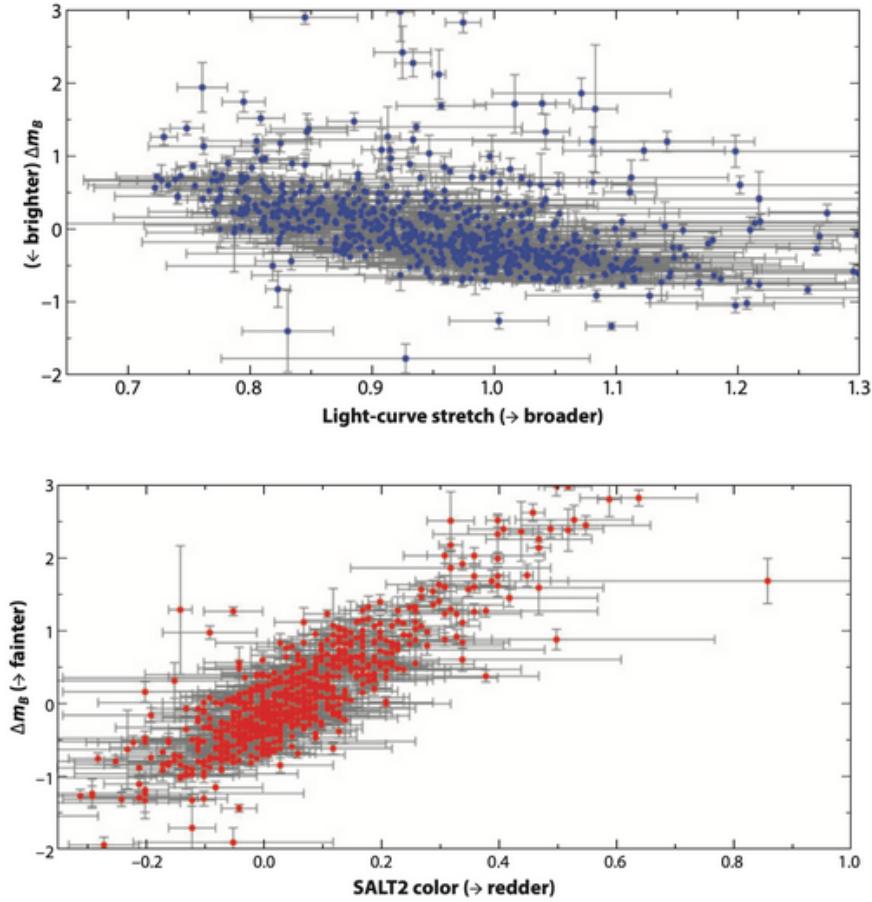 3
2
1
0
−1
−2
(← brighter) ΔmB
0.7 0.8 0.9 1.0 1.1 1.2 1.3
Light-curve stretch (→ broader)
3
2
1
0
−1
−2
ΔmB (→ fainter)
−0.2 0.0 0.2 0.4 0.6 0.8 1.0
SALT2 color (→ redder)